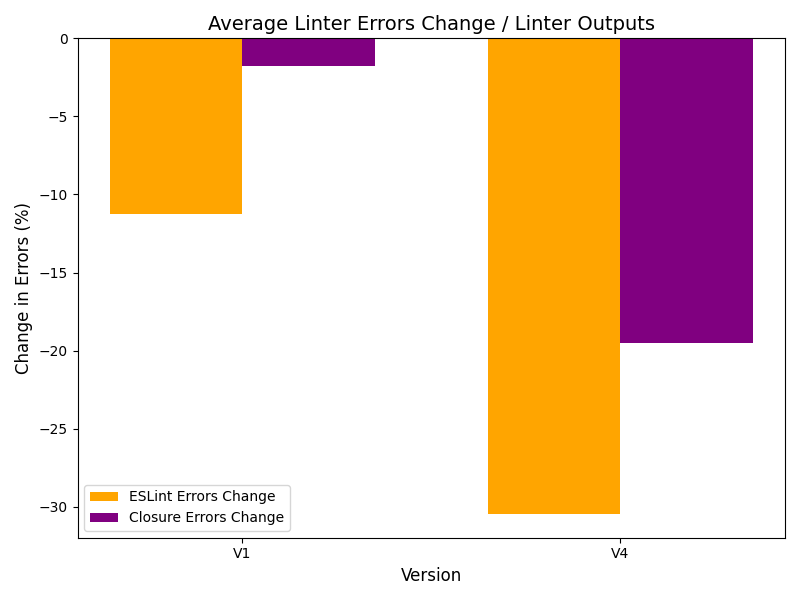 Average Linter Errors Change / Linter Outputs
Change in Errors (%)
0
−5
−10
−15
−20
−25
−30
ESLint Errors Change
Closure Errors Change
V1
V4
Version